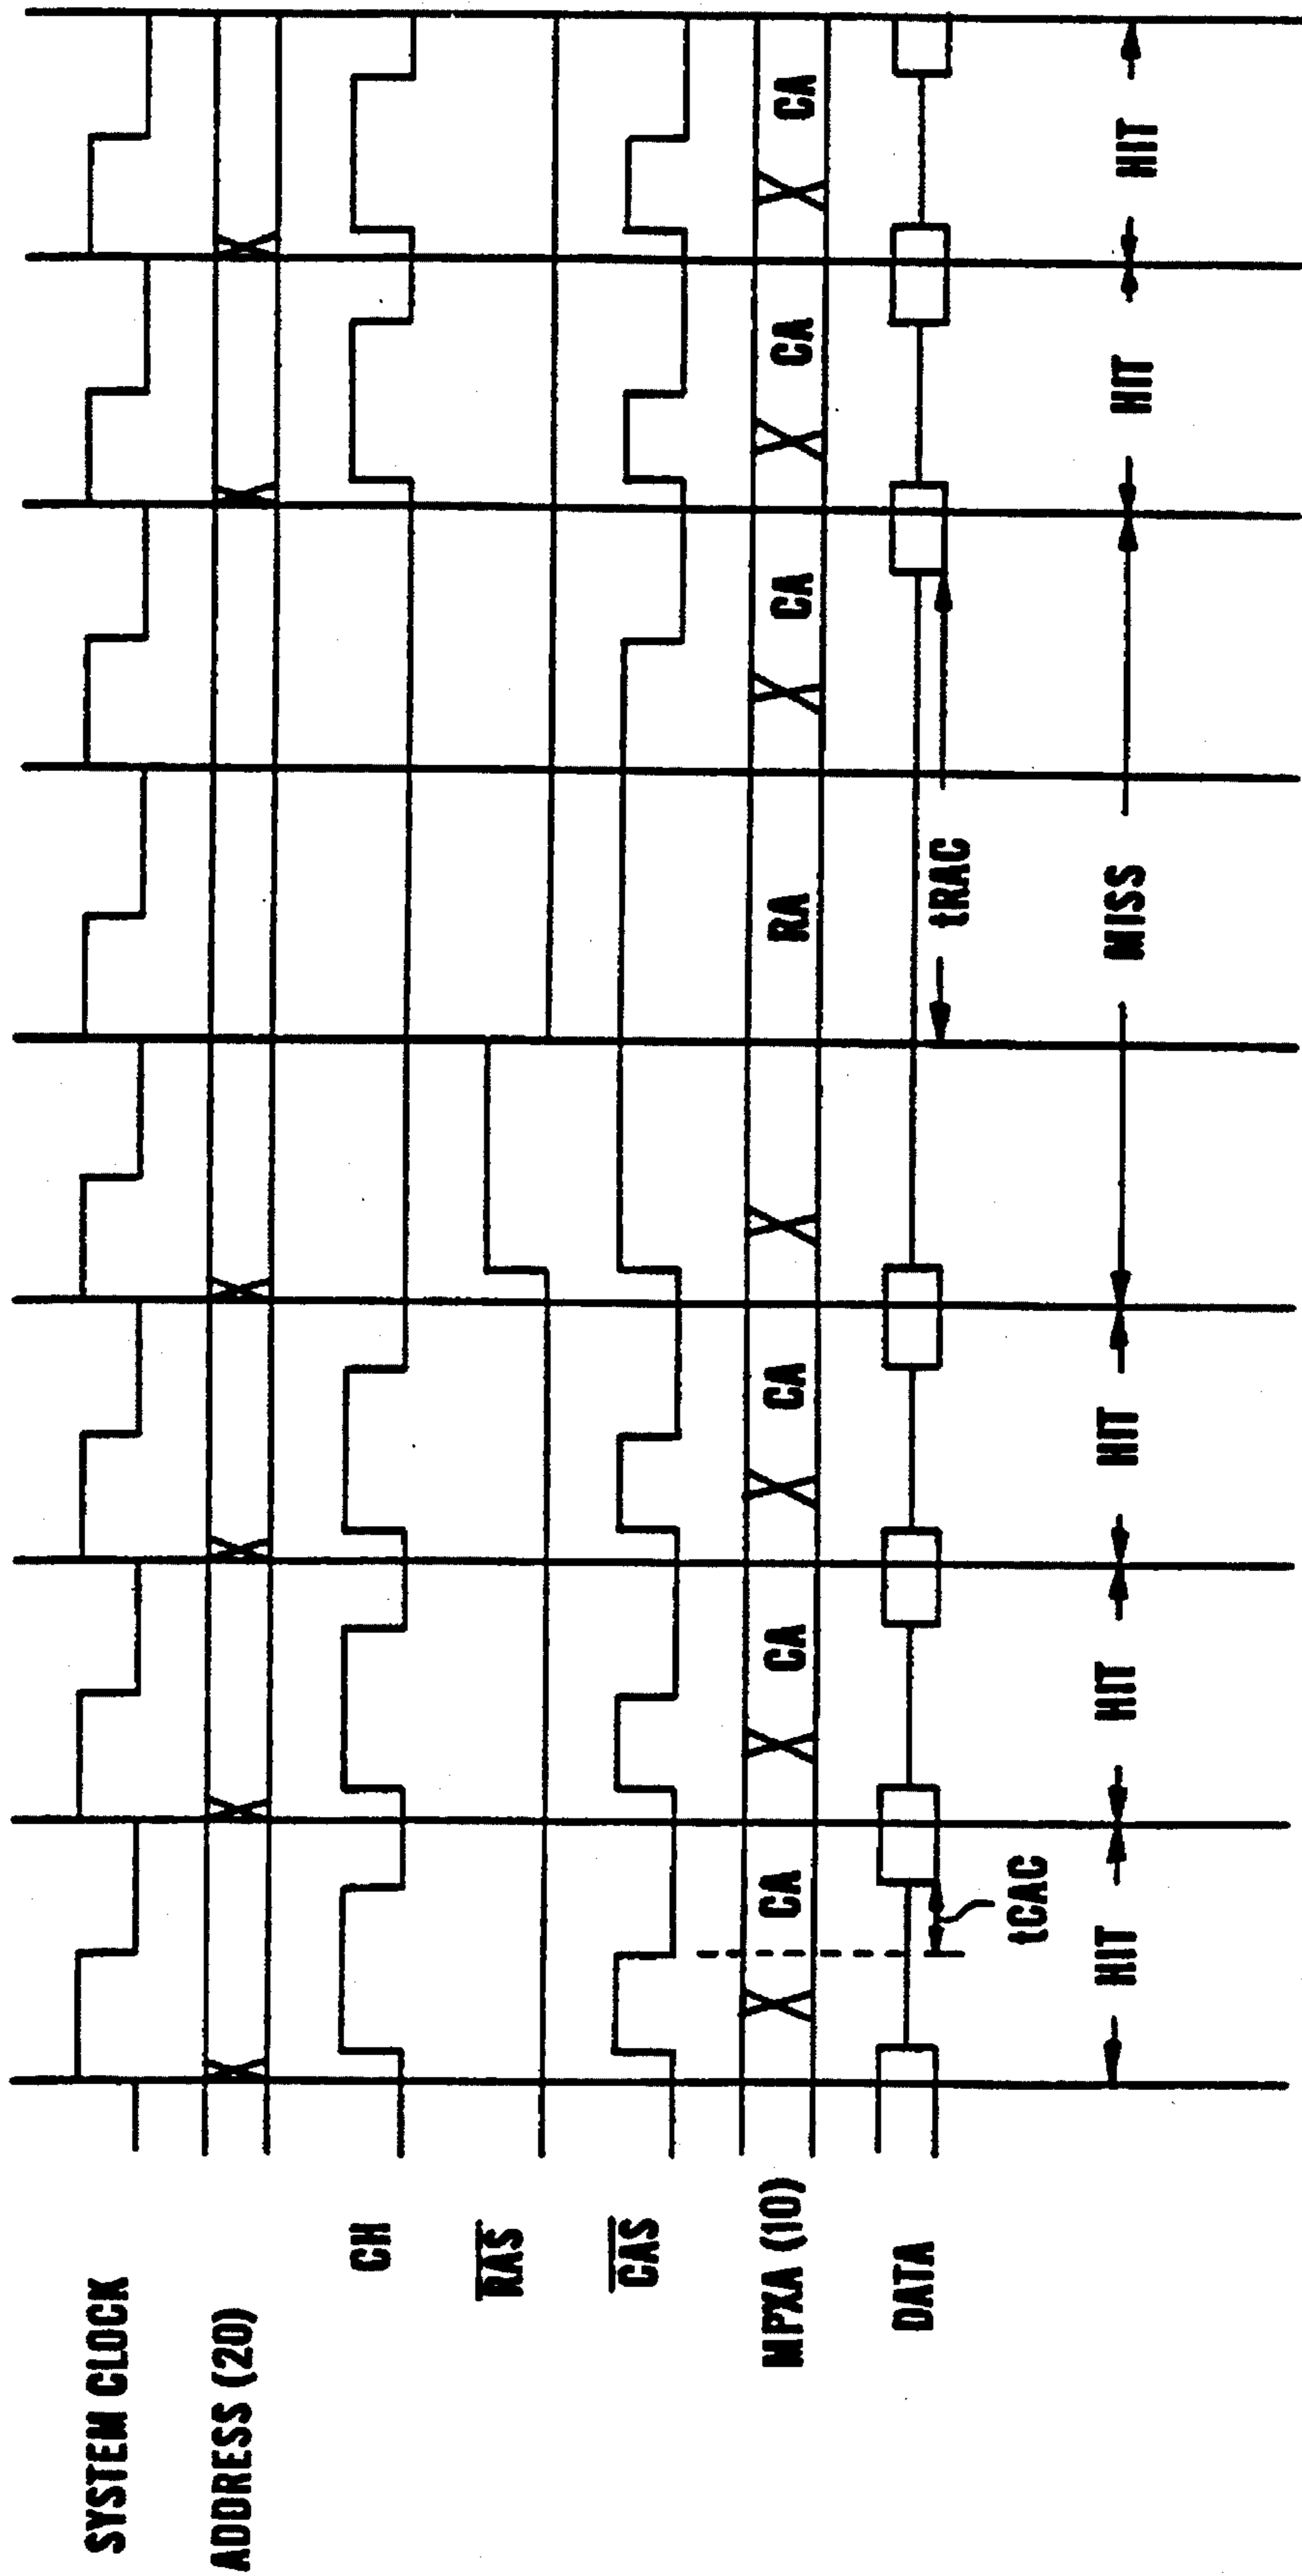 SYSTEM CLOCK
ADDRESS (20)
CH
RAS
CAS
MPXA (10)
CA CA CA RA CA CA CA
DATA
tCAC
tRAC
HIT HIT HIT MISS HIT HIT